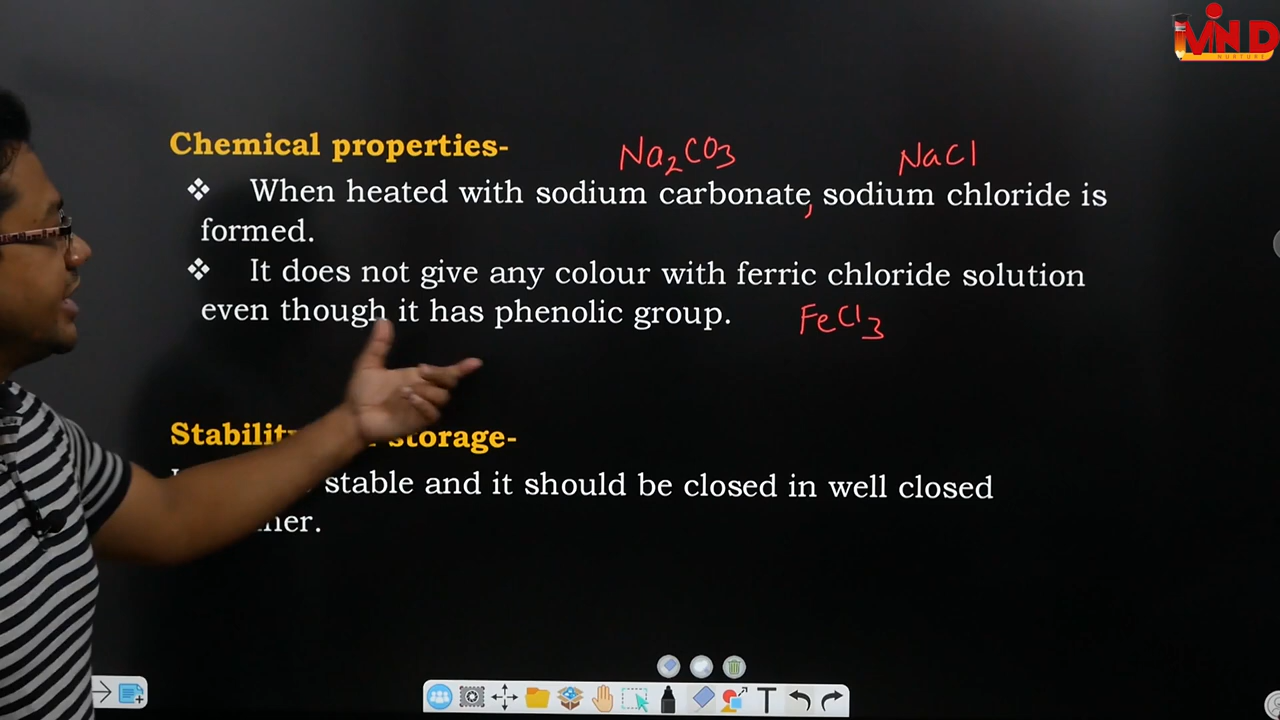 MIND
NURTURE
Chemical properties-
Na2CO3 NaCl
❖ When heated with sodium carbonate, sodium chloride is
formed.
❖ It does not give any colour with ferric chloride solution
even though it has phenolic group.
FeCl3
storage-
stable and it should be closed in well closed
T